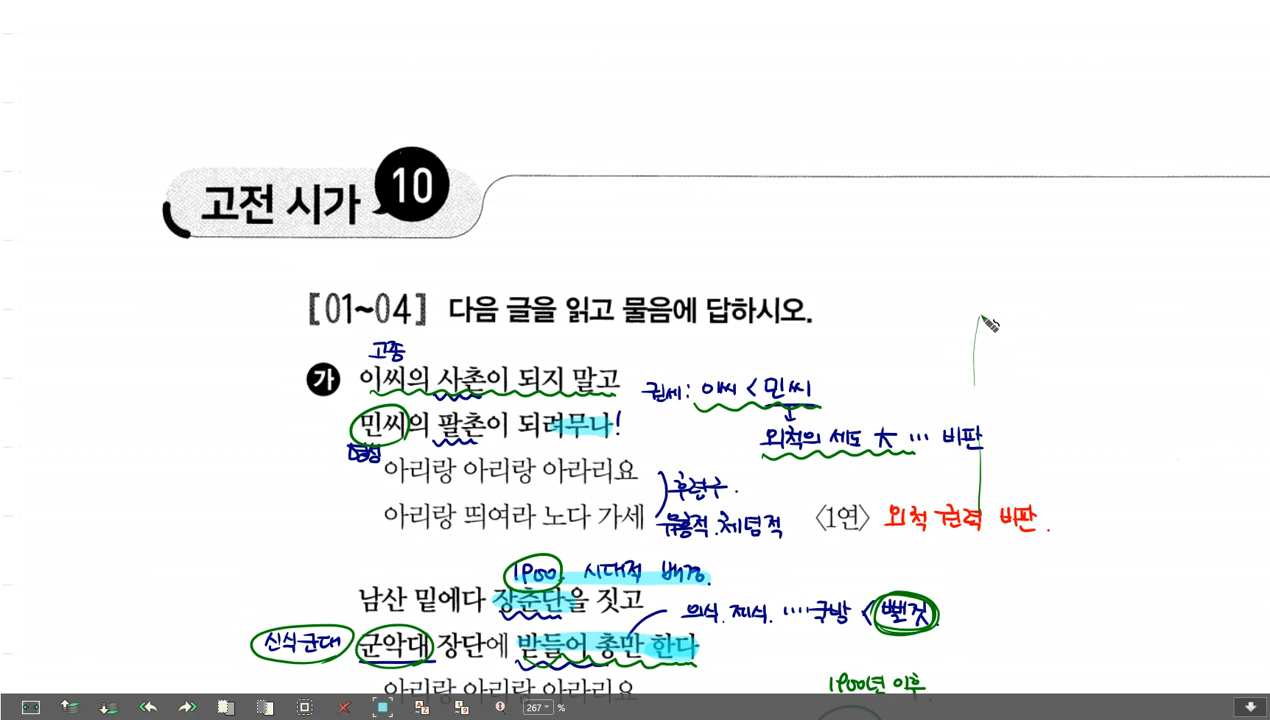 고전 시가 10
[01~04] 다음 글을 읽고 물음에 답하시오.
고종
가 이씨의 사촌이 되지 말고
권세: 이씨 < 민씨
민씨의 팔촌이 되려무나!
외척의 세도 大 … 비판
아리랑 아리랑 아라리요
후렴구.
아리랑 띄여라 노다 가세
유흥적. 체념적
〈1연〉 외척 권력 비판.
1900. 시대적 배경.
남산 밑에다 장춘단을 짓고
의식. 제식. …국방 < 뻘짓
신식군대 군악대 장단에 받들어 총만 한다
아리랑 아리랑 아라리요
1900년 이후
267 %